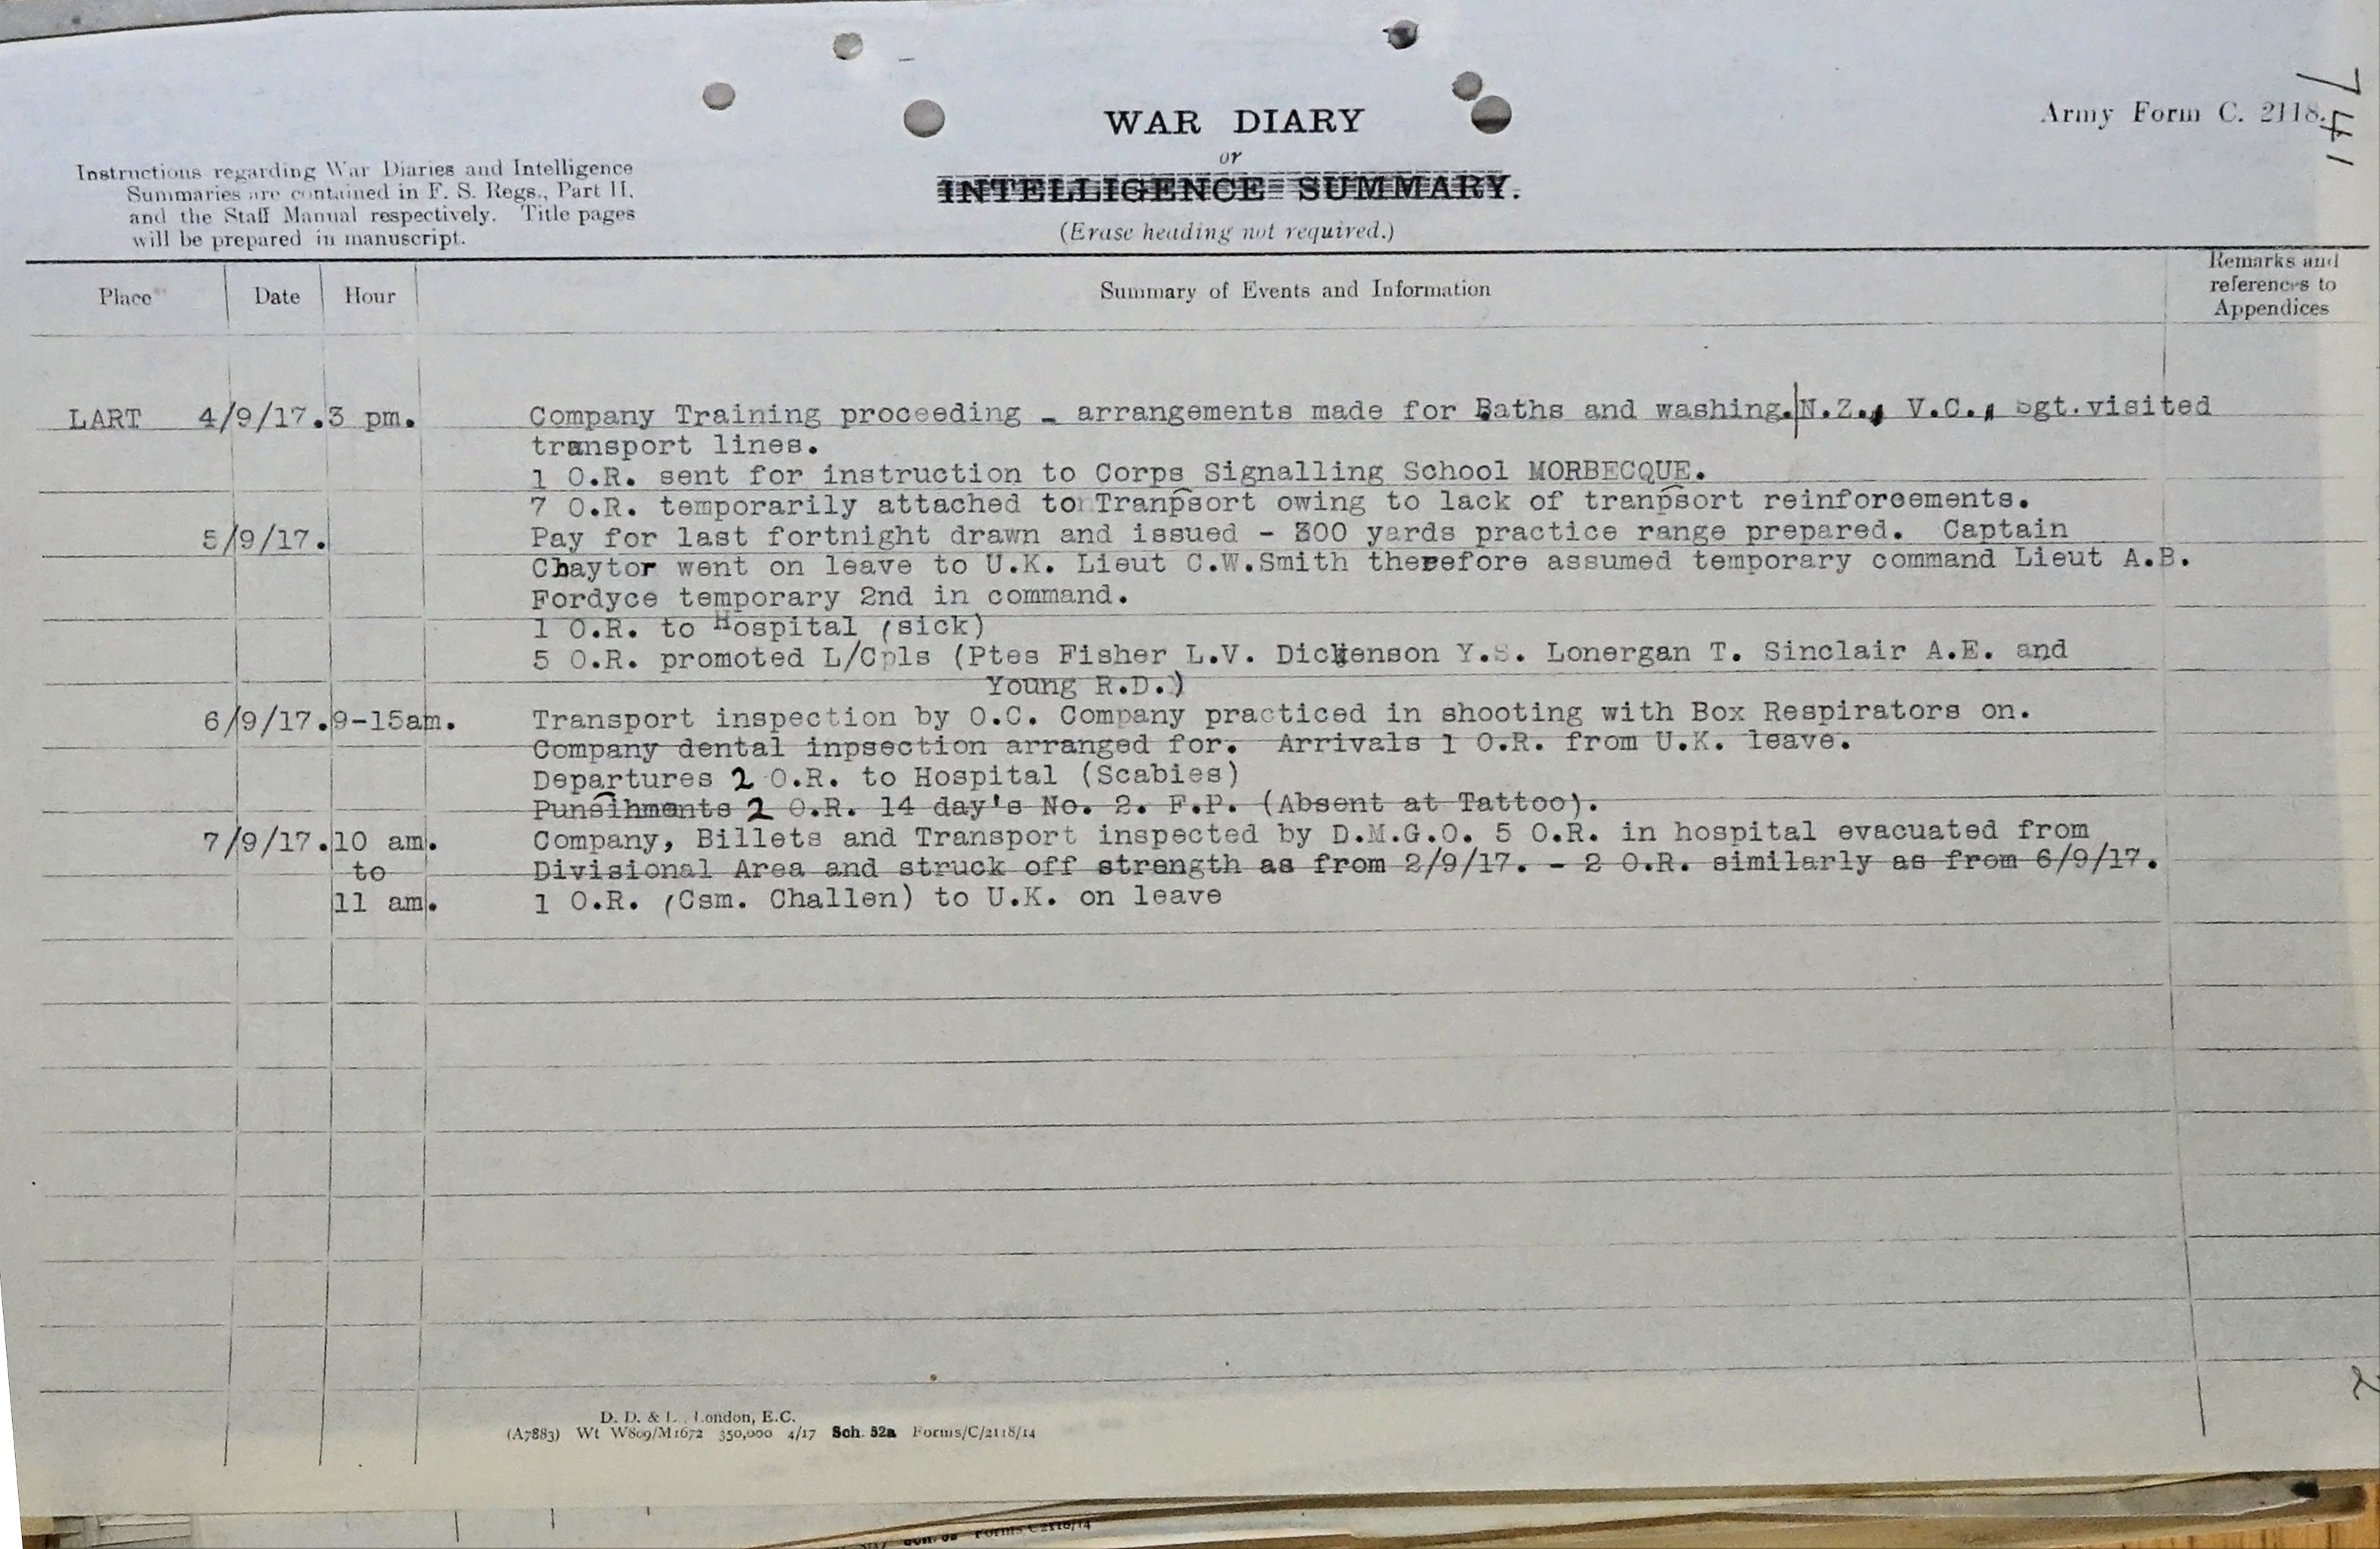 741
WAR DIARY
Army Form C. 2118.
or
Instructions regarding War Diaries and Intelligence
Summaries are contained in F. S. Regs., Part II.
and the Staff Manual respectively. Title pages
will be prepared in manuscript.
INTELLIGENCE SUMMARY.
(Erase heading not required.)
Place Date Hour Summary of Events and Information Remarks and
references to
Appendices
LART 4/9/17. 3 pm. Company Training proceeding - arrangements made for Baths and washing. N.Z., V.C., Sgt. visited
transport lines.
1 O.R. sent for instruction to Corps Signalling School MORBECQUE.
7 O.R. temporarily attached to Tranpsort owing to lack of tranpsort reinforcements.
5/9/17. Pay for last fortnight drawn and issued - 300 yards practice range prepared. Captain
Chaytor went on leave to U.K. Lieut C.W.Smith therefore assumed temporary command Lieut A.B.
Fordyce temporary 2nd in command.
1 O.R. to Hospital (sick)
5 O.R. promoted L/Cpls (Ptes Fisher L.V. Dickenson Y.S. Lonergan T. Sinclair A.E. and
Young R.D.)
6/9/17. 9-15am. Transport inspection by O.C. Company practiced in shooting with Box Respirators on.
Company dental inpsection arranged for. Arrivals 1 O.R. from U.K. leave.
Departures 2 O.R. to Hospital (Scabies)
Punsihments 2 O.R. 14 day's No. 2. F.P. (Absent at Tattoo).
7/9/17. 10 am. Company, Billets and Transport inspected by D.M.G.O. 5 O.R. in hospital evacuated from
to Divisional Area and struck off strength as from 2/9/17. - 2 O.R. similarly as from 6/9/17.
11 am. 1 O.R. (Csm. Challen) to U.K. on leave
2
D. D. & L., London, E.C.
(A7883) Wt W809/M1672 350,000 4/17 Sch. 52a Forms/C/2118/14